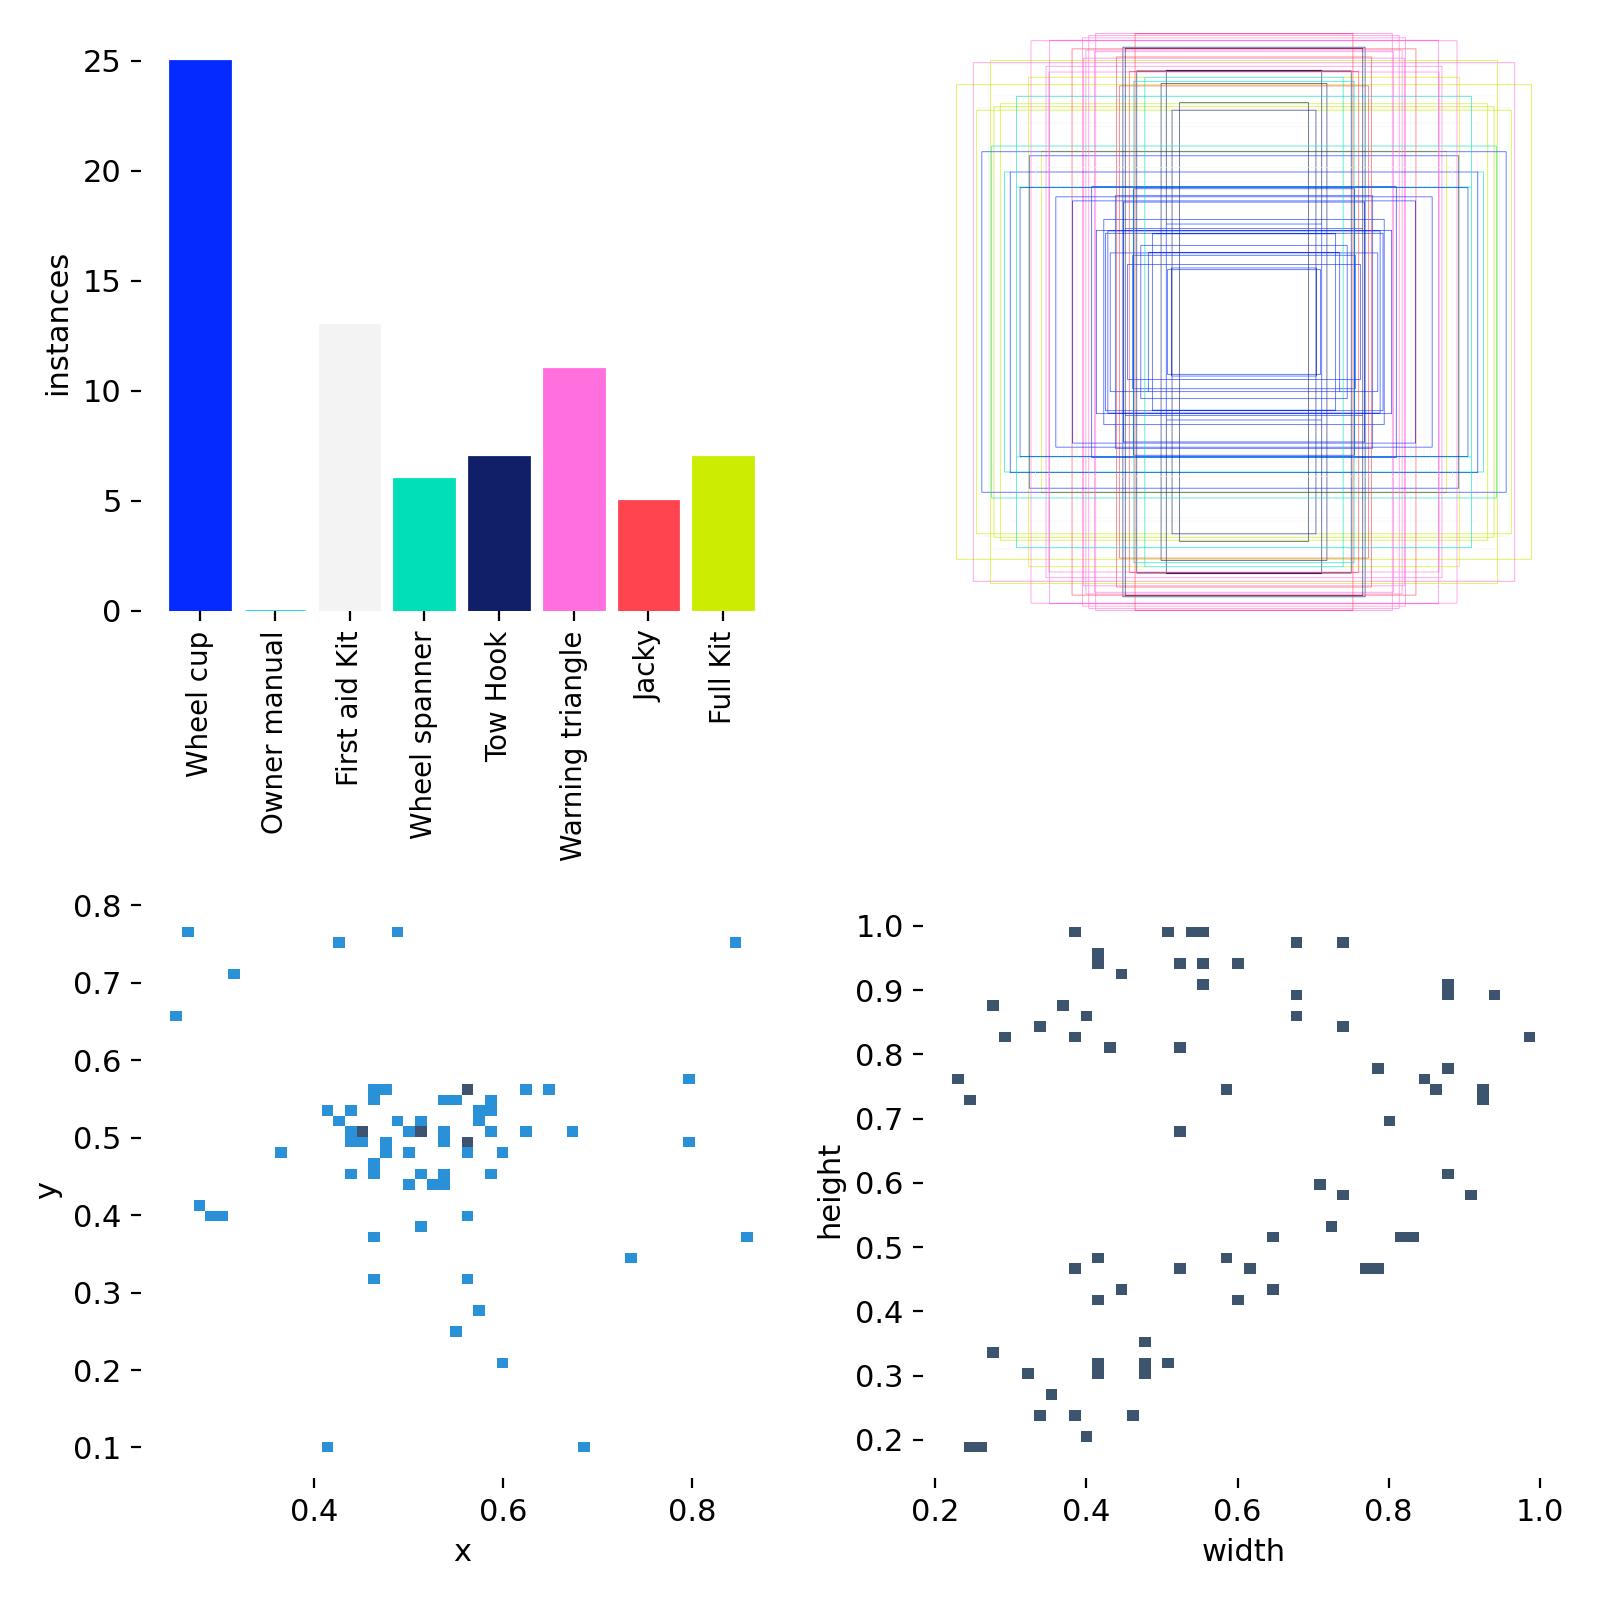 25
20
15
10
5
0
instances
Wheel cup
Owner manual
First aid Kit
Wheel spanner
Tow Hook
Warning triangle
Jacky
Full Kit
0.8
0.7
0.6
0.5
0.4
0.3
0.2
0.1
y
0.4 0.6 0.8
x
1.0
0.9
0.8
0.7
0.6
0.5
0.4
0.3
0.2
height
0.2 0.4 0.6 0.8 1.0
width